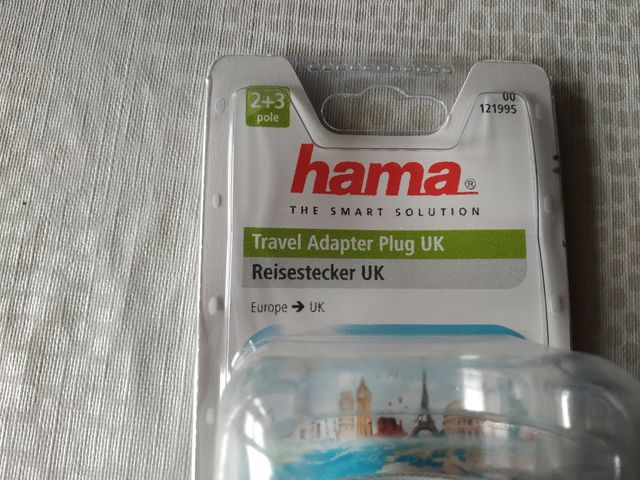 2+3
pole
00
121995
hama®
THE SMART SOLUTION
Travel Adapter Plug UK
Reisestecker UK
Europe → UK